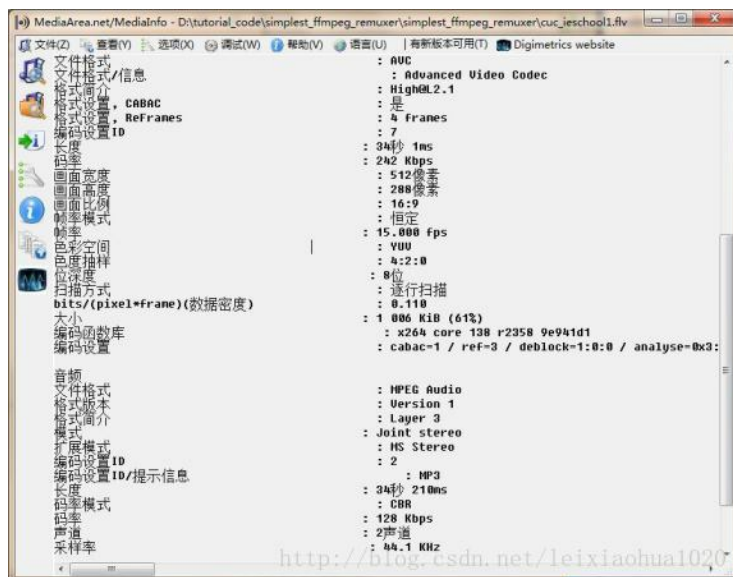 MediaArea.net/MediaInfo - D:\tutorial_code\simplest_ffmpeg_remuxer\simplest_ffmpeg_remuxer\cuc_ieschool1.flv
文件(Z) 查看(Y) 选项(X) 调试(W) 帮助(V) 语言(U) | 有新版本可用(T) Digimetrics website
文件格式 : AVC
文件格式/信息 : Advanced Video Codec
格式简介 : High@L2.1
格式设置, CABAC : 是
格式设置, ReFrames : 4 frames
编码设置ID : 7
长度 : 34秒 1ms
码率 : 242 Kbps
画面宽度 : 512像素
画面高度 : 288像素
画面比例 : 16:9
帧率模式 : 恒定
帧率 : 15.000 fps
色彩空间 : YUV
色度抽样 : 4:2:0
位深度 : 8位
扫描方式 : 逐行扫描
bits/(pixel*frame)(数据密度) : 0.110
大小 : 1 006 KiB (61%)
编码函数库 : x264 core 138 r2358 9e941d1
编码设置 : cabac=1 / ref=3 / deblock=1:0:0 / analyse=0x3:
音频
文件格式 : MPEG Audio
格式版本 : Version 1
格式简介 : Layer 3
模式 : Joint stereo
扩展模式 : MS Stereo
编码设置ID : 2
编码设置ID/提示信息 : MP3
长度 : 34秒 210ms
码率模式 : CBR
码率 : 128 Kbps
声道 : 2声道
采样率 : 44.1 KHz
http://blog.csdn.net/leixiaohua1020